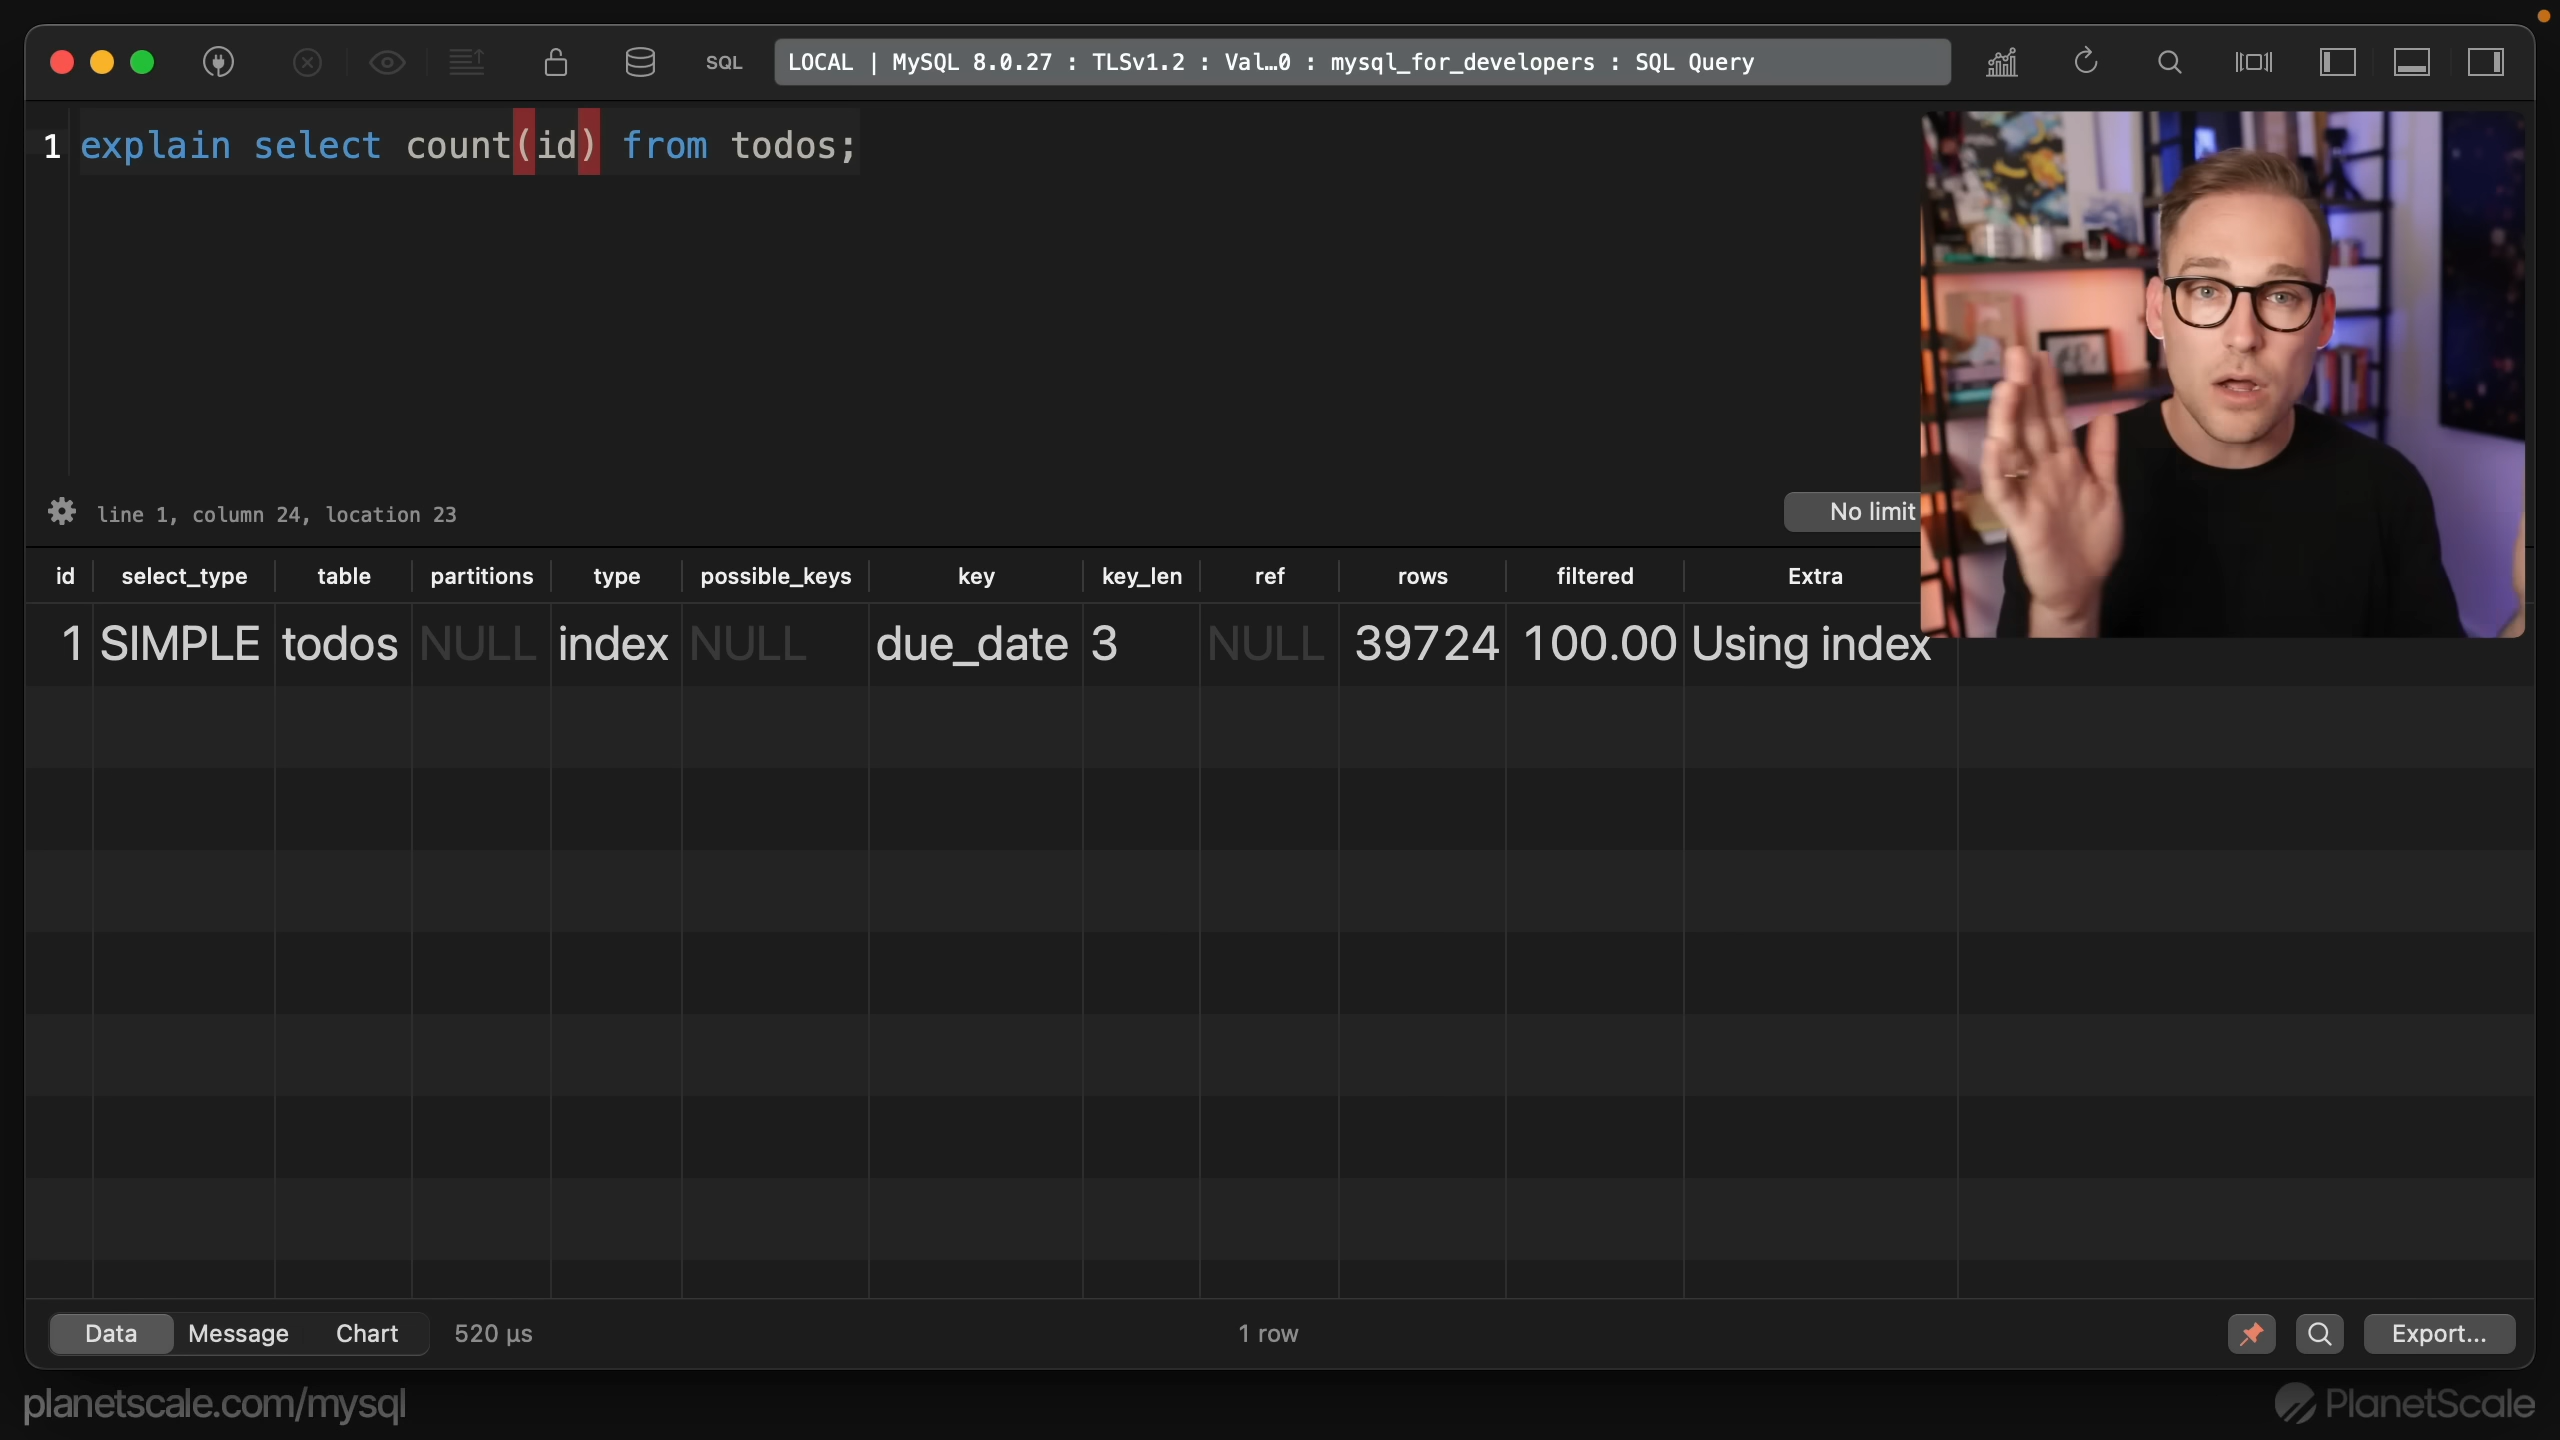 SQL
LOCAL | MySQL 8.0.27 : TLSv1.2 : Val…0 : mysql_for_developers : SQL Query
1 explain select count(id) from todos;
line 1, column 24, location 23
No limit
id select_type table partitions type possible_keys key key_len ref rows filtered Extra
1 SIMPLE todos NULL index NULL due_date 3 NULL 39724 100.00 Using index
Data Message Chart 520 µs 1 row Export...
planetscale.com/mysql
PlanetScale